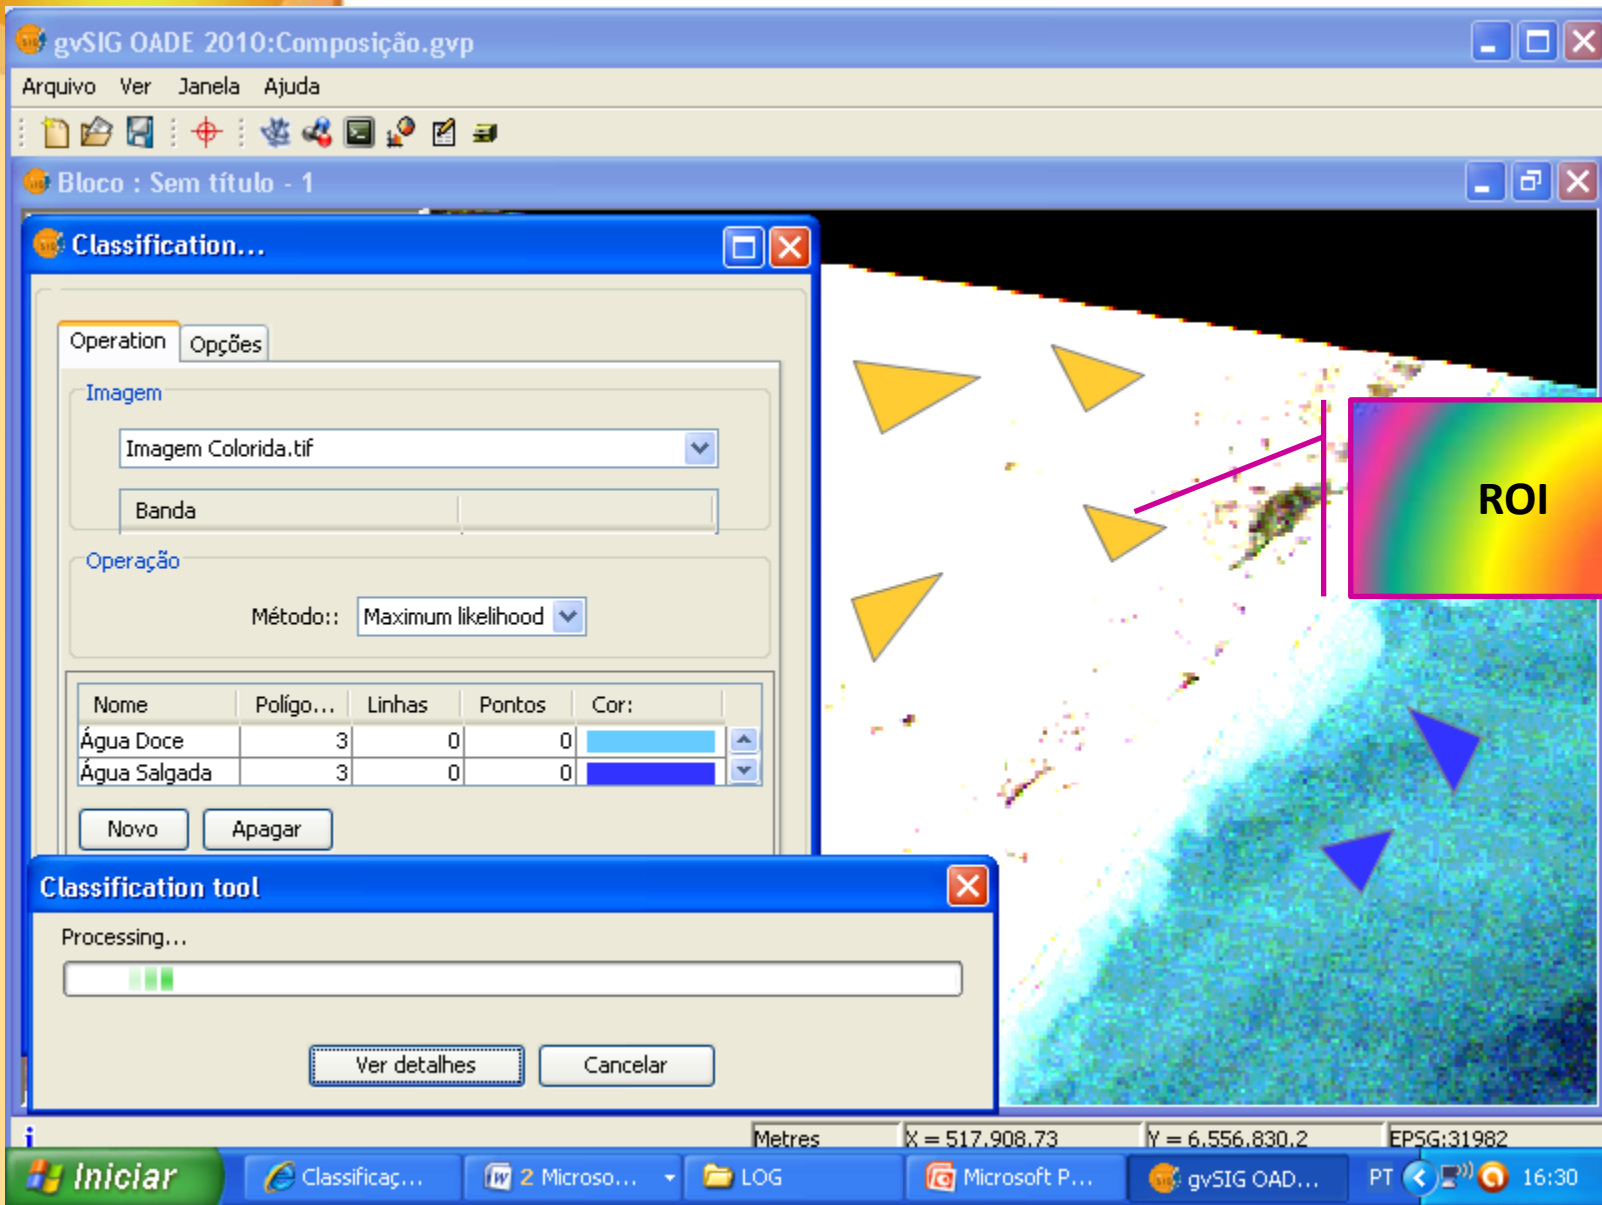 gvSIG OADE 2010:Composição.gvp
Arquivo Ver Janela Ajuda
Bloco : Sem título - 1
Classification...
Operation Opções
Imagem
Imagem Colorida.tif
Banda
Operação
Método:: Maximum likelihood
Nome Polígo... Linhas Pontos Cor:
Água Doce 3 0 0
Água Salgada 3 0 0
Novo Apagar
ROI
Classification tool
Processing...
Ver detalhes Cancelar
Metres X = 517.908,73 Y = 6.556.830,2 EPSG:31982
Iniciar Classificaç... 2 Microso... LOG Microsoft P... gvSIG OAD... PT 16:30